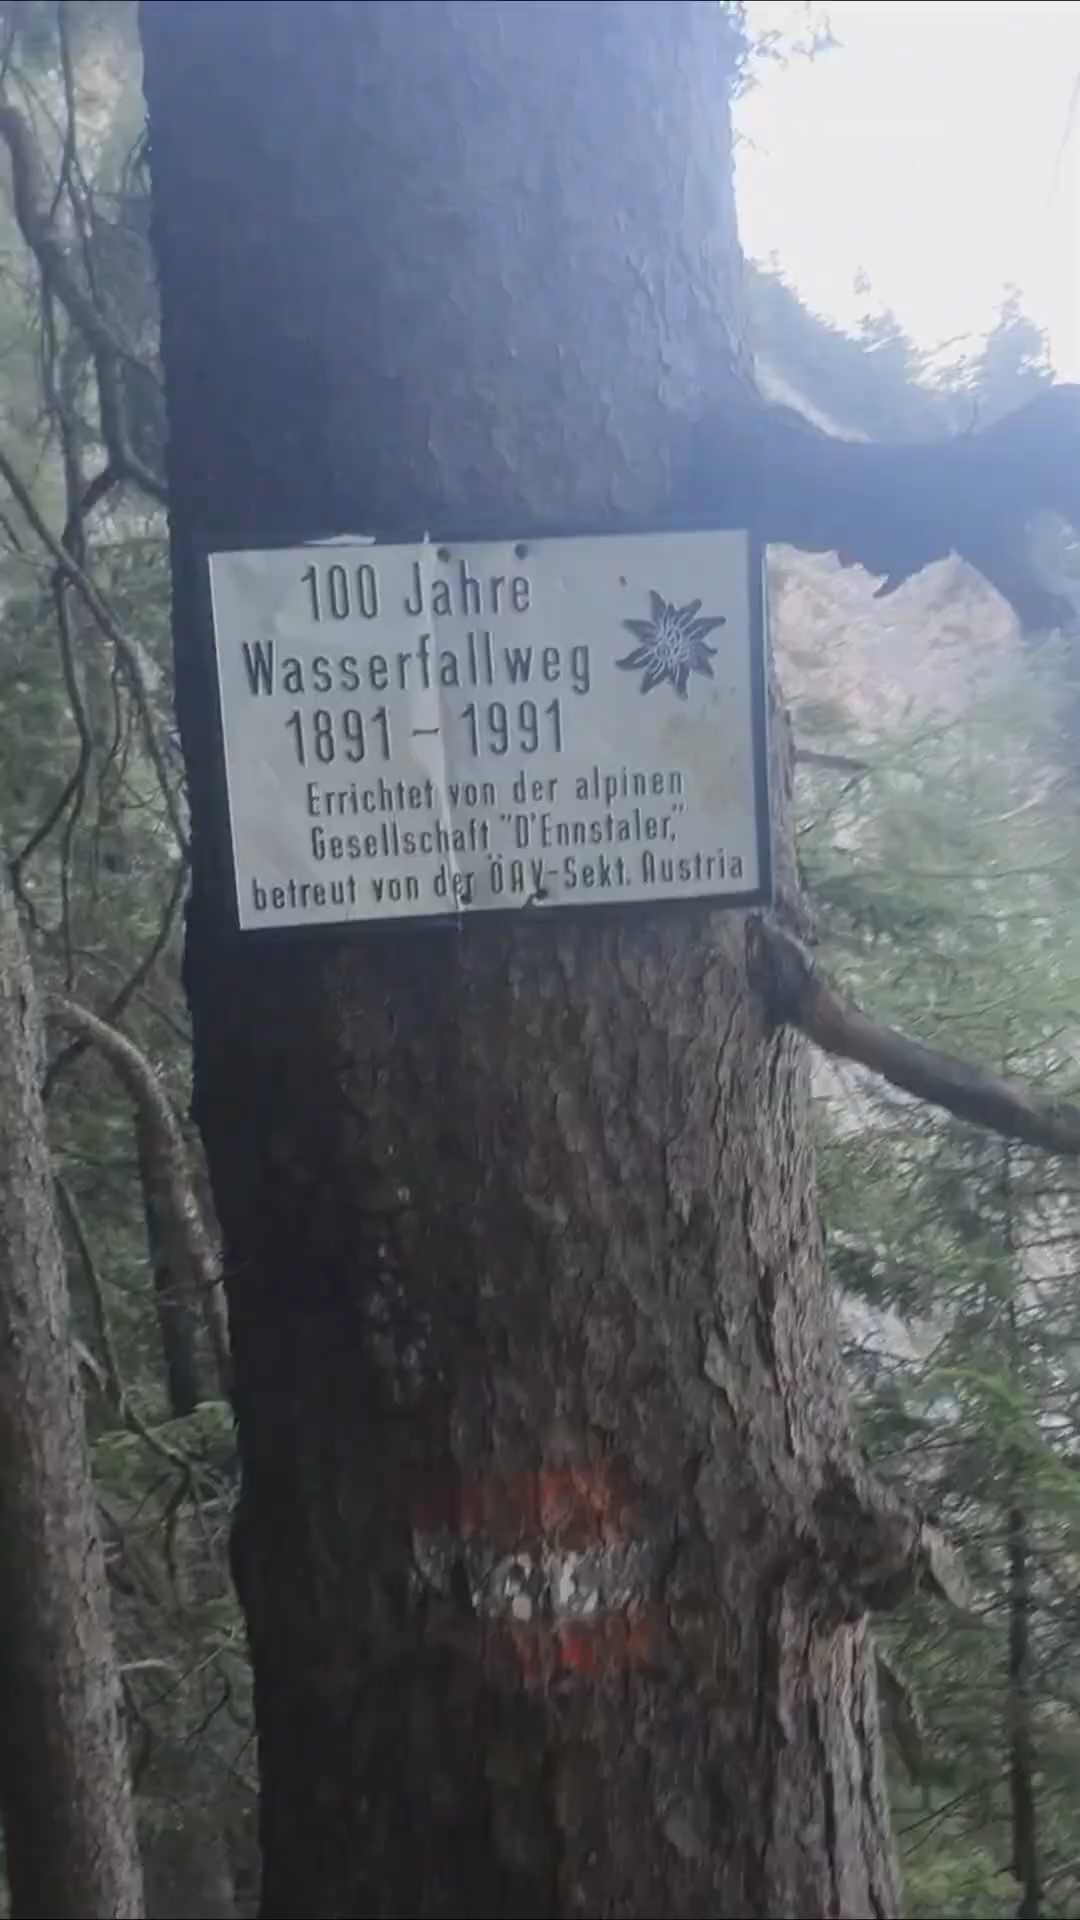 100 Jahre
Wasserfallweg
1891 - 1991
Errichtet von der alpinen
Gesellschaft "D'Ennstaler,"
betreut von der ÖAV-Sekt. Austria